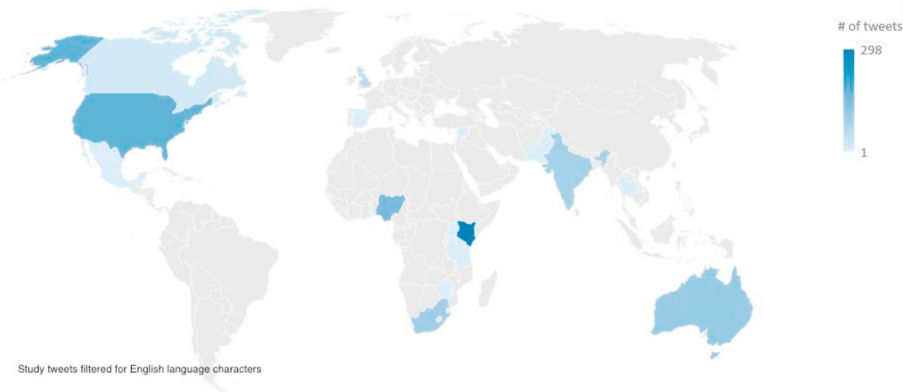 # of tweets
298
1
Study tweets filtered for English language characters